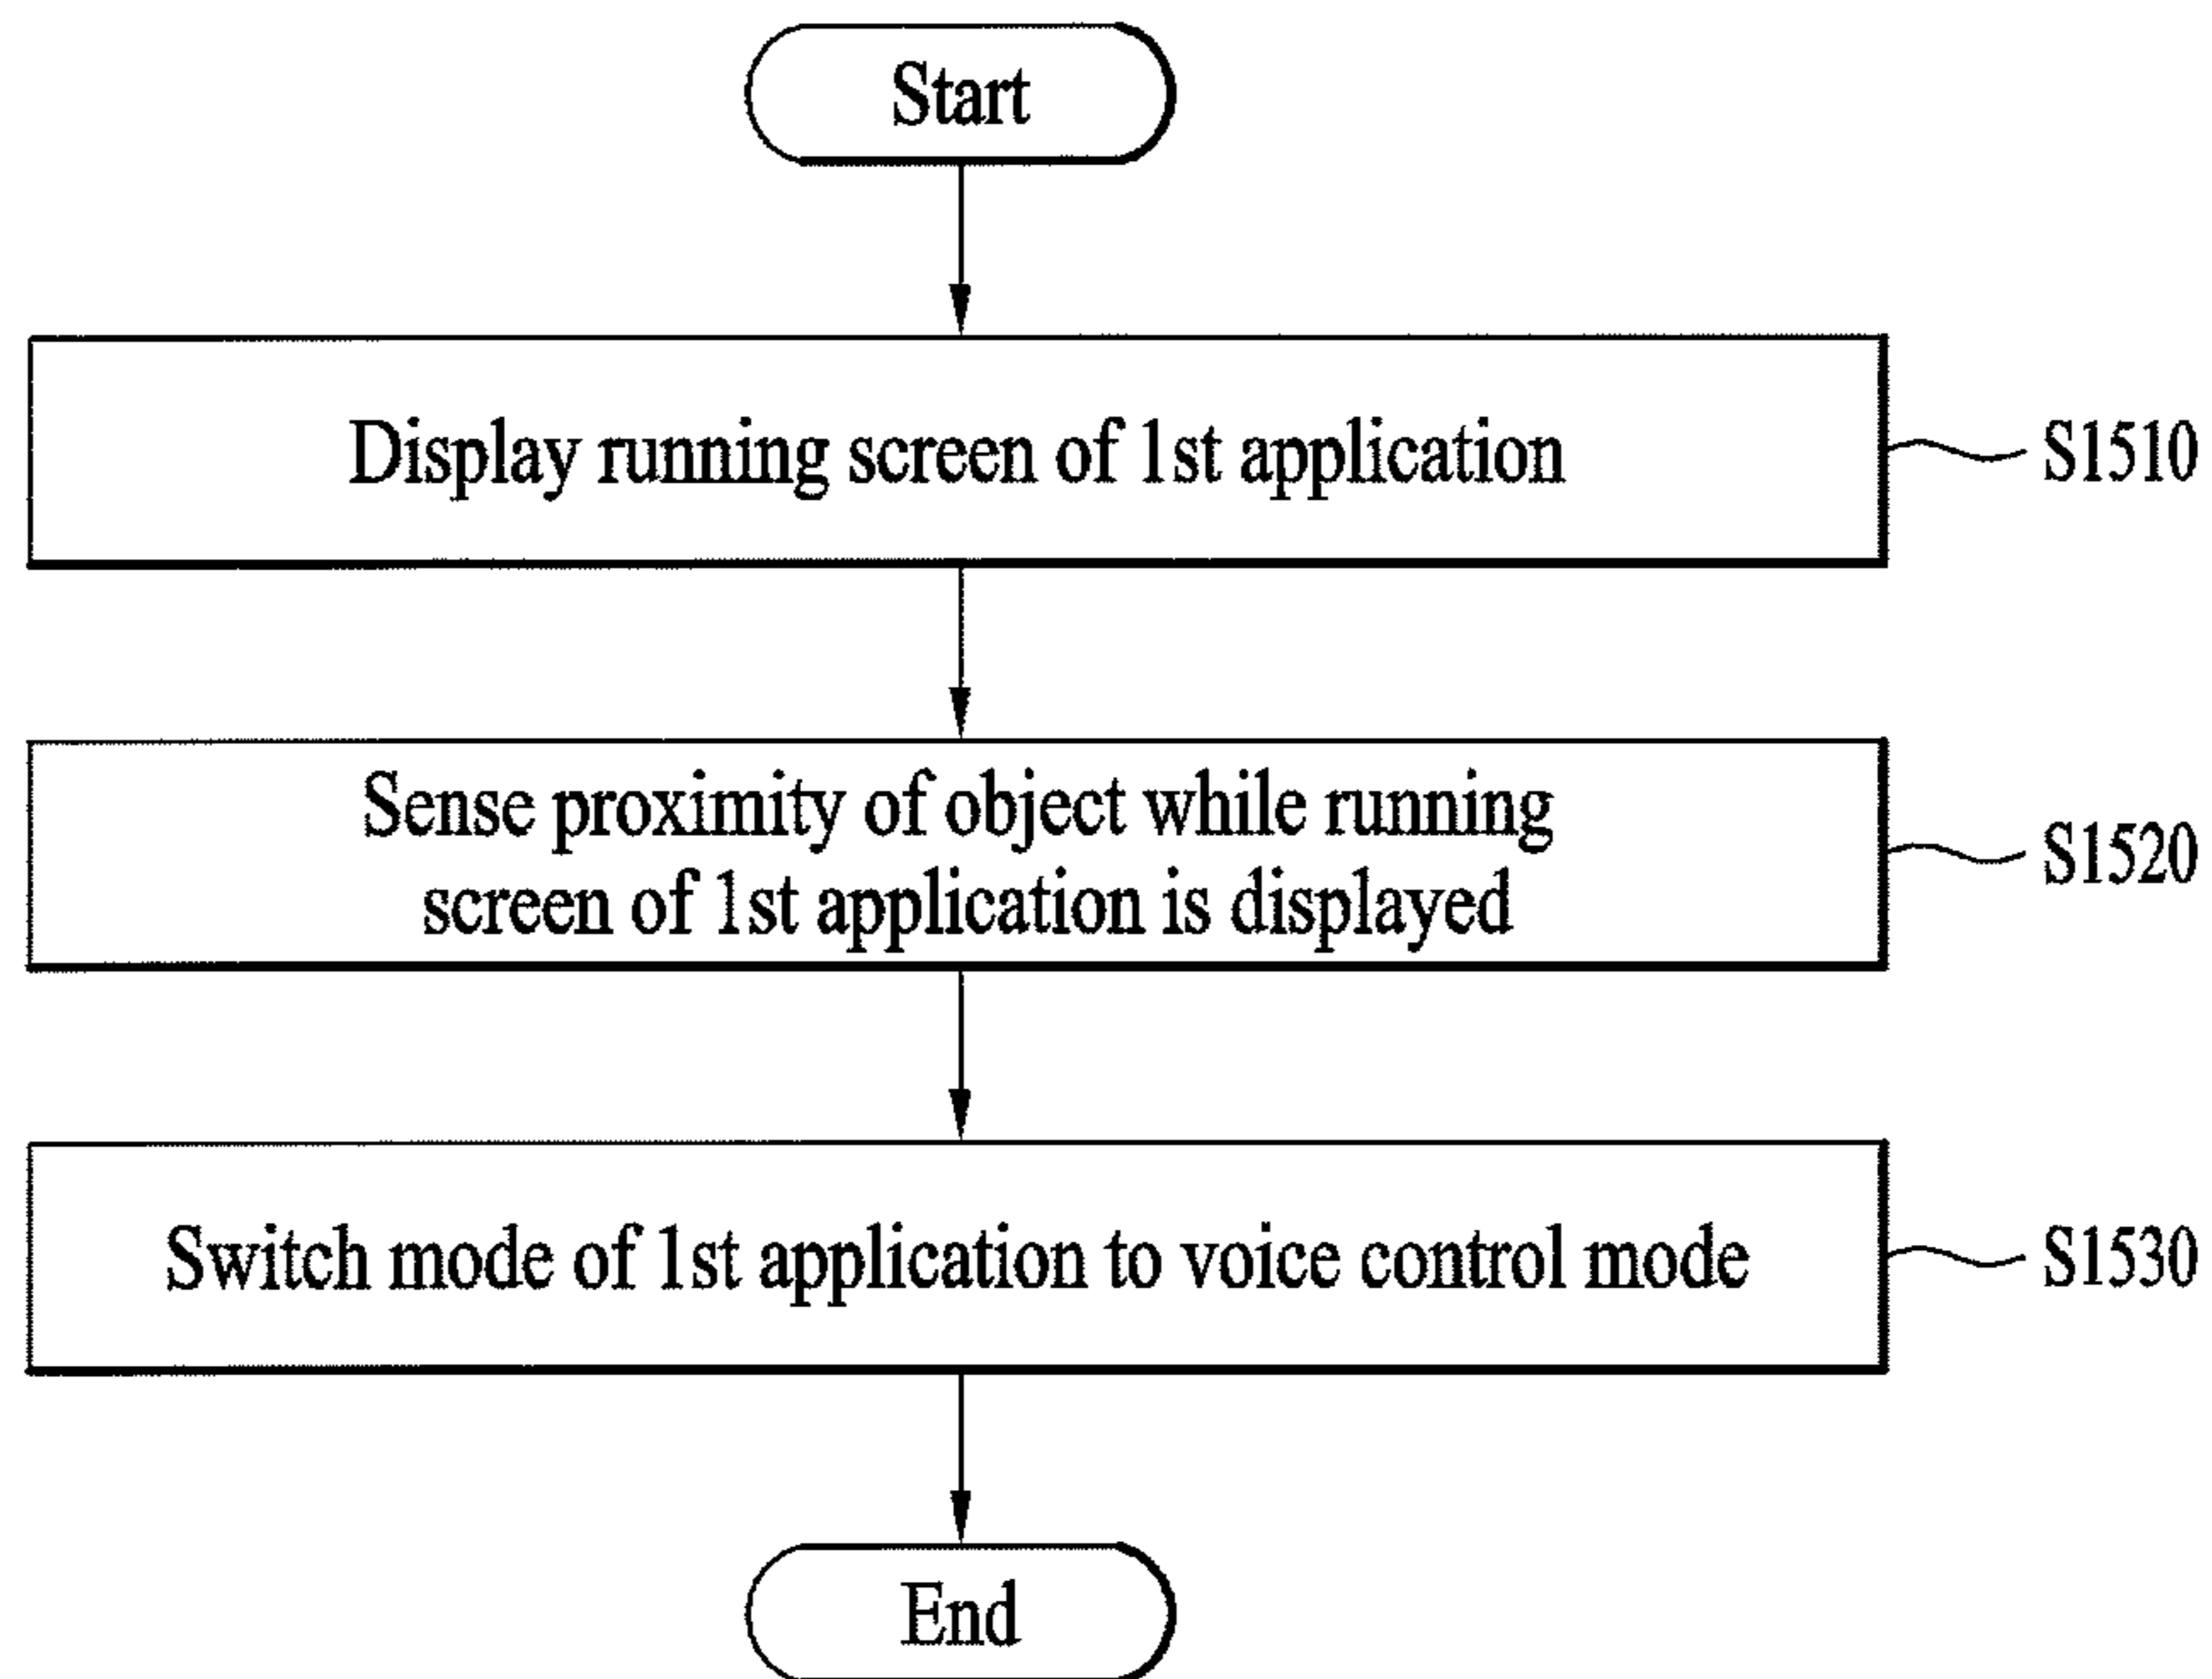 Start
Display running screen of 1st application
S1510
Sense proximity of object while running
screen of 1st application is displayed
S1520
Switch mode of 1st application to voice control mode
S1530
End